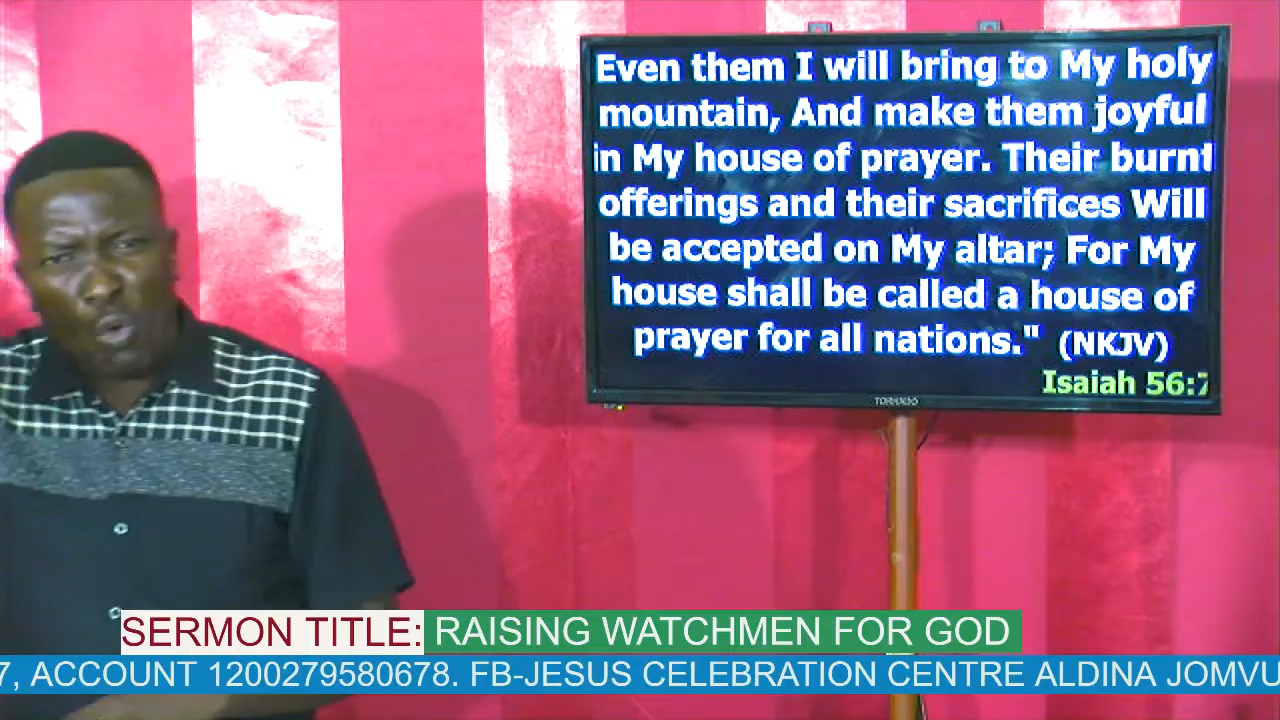 Even them I will bring to My holy
mountain, And make them joyful
in My house of prayer. Their burnt
offerings and their sacrifices Will
be accepted on My altar; For My
house shall be called a house of
prayer for all nations." (NKJV)
Isaiah 56:7
TORNADO
SERMON TITLE: RAISING WATCHMEN FOR GOD
7, ACCOUNT 1200279580678. FB-JESUS CELEBRATION CENTRE ALDINA JOMVU